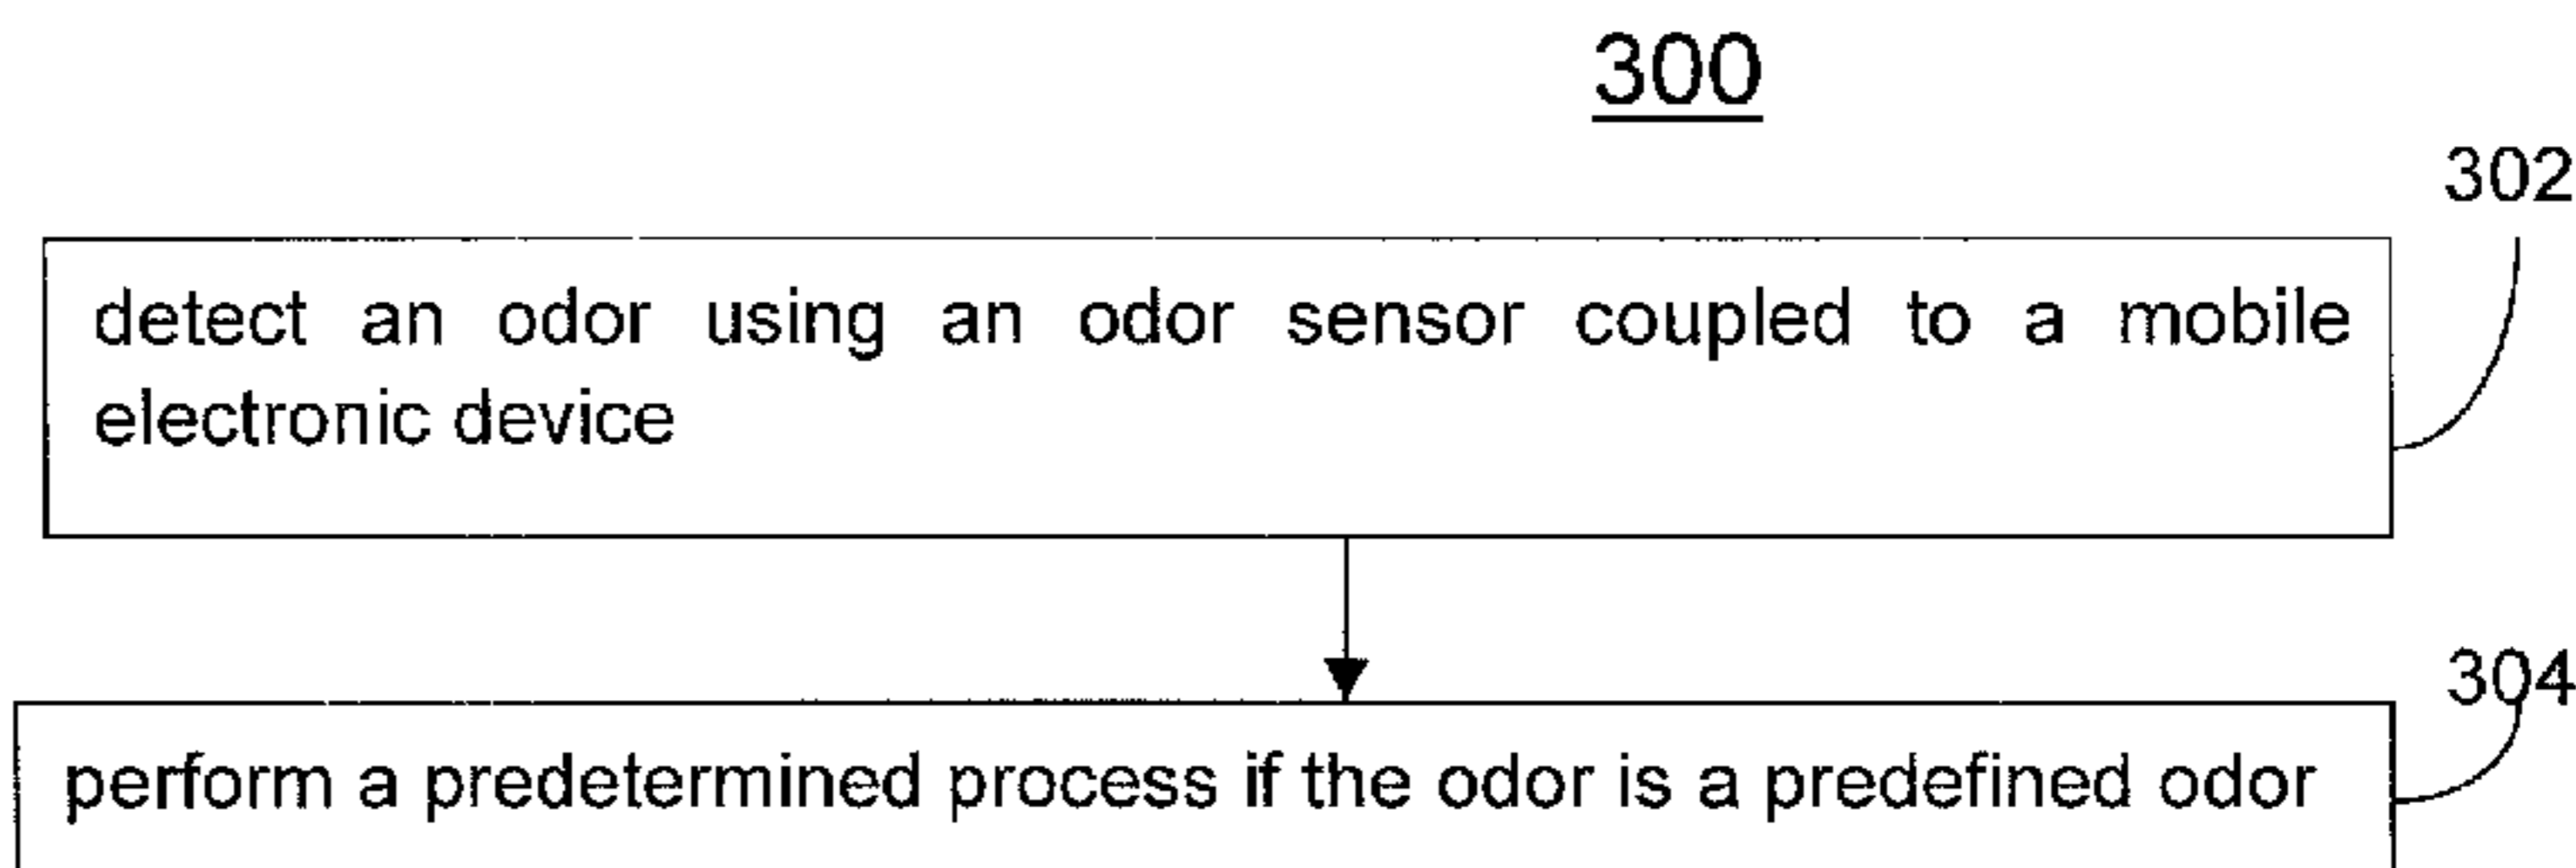 300
302
detect an odor using an odor sensor coupled to a mobile
electronic device
304
perform a predetermined process if the odor is a predefined odor